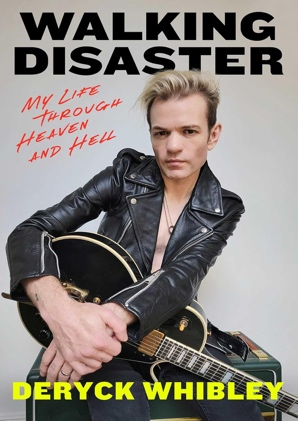 WALKING
DISASTER
MY LIFE
THROUGH
HEAVEN
AND HELL
DERYCK WHIBLEY